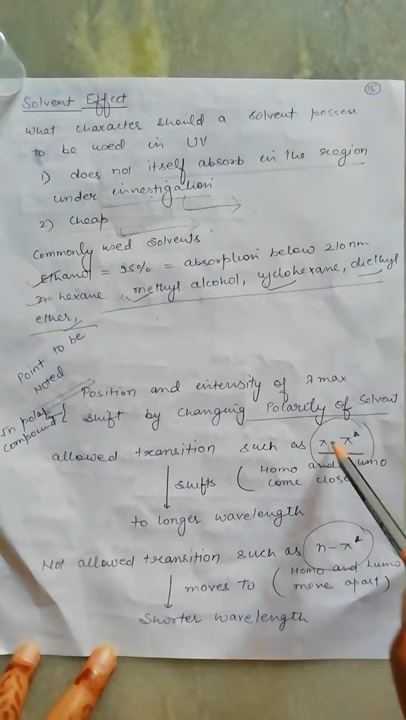 15
Solvent Effect
What character should a solvent possess
to be used in UV
1) does not itself absorb in the region
under investigation
2) Cheap
Commonly used Solvents
Ethanol = 95% = absorption below 210 nm
n-hexane, methyl alcohol, cyclohexane, diethyl
ether,
Point to be
Noted
Position and intensity of λ max
In polar
compound { shift by changing Polarity of Solvent
allowed transition such as π - π*
shifts ( Homo and
come close
to longer wavelength
Not allowed transition such as n - π*
moves to ( Homo and Lumo
move apart)
Shorter wavelength